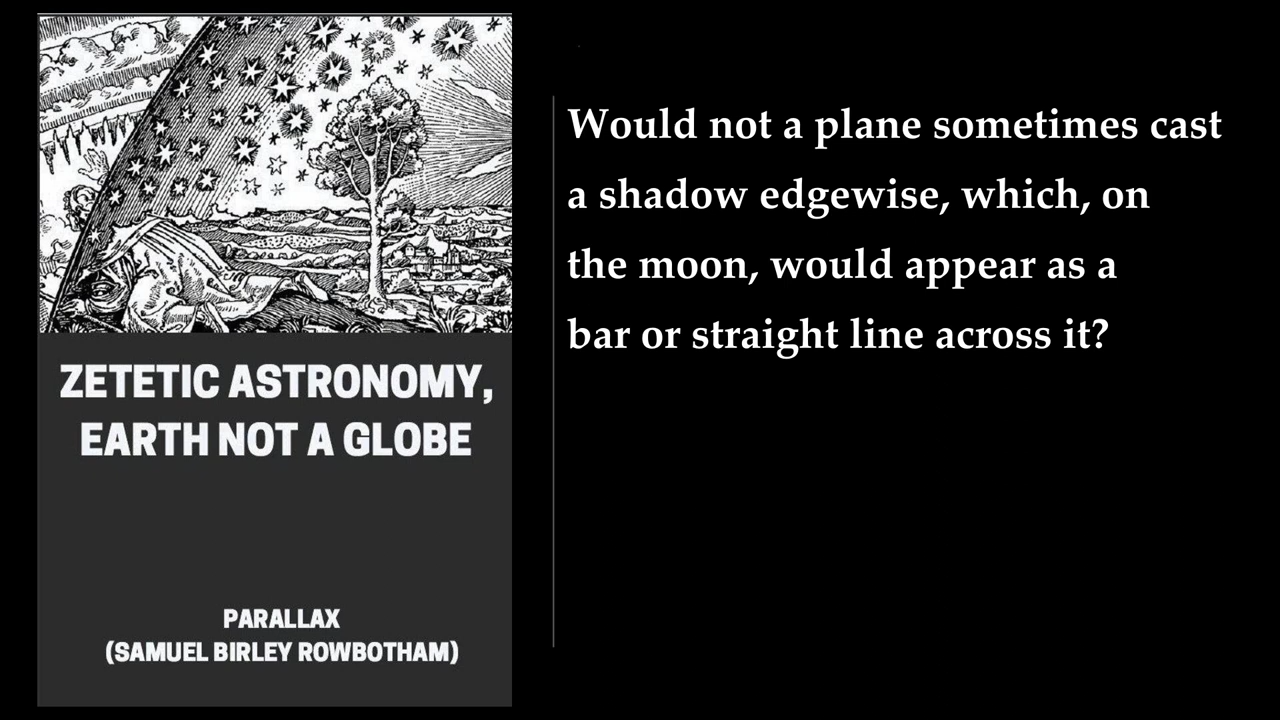 ZETETIC ASTRONOMY,
EARTH NOT A GLOBE
PARALLAX
(SAMUEL BIRLEY ROWBOTHAM)
Would not a plane sometimes cast
a shadow edgewise, which, on
the moon, would appear as a
bar or straight line across it?